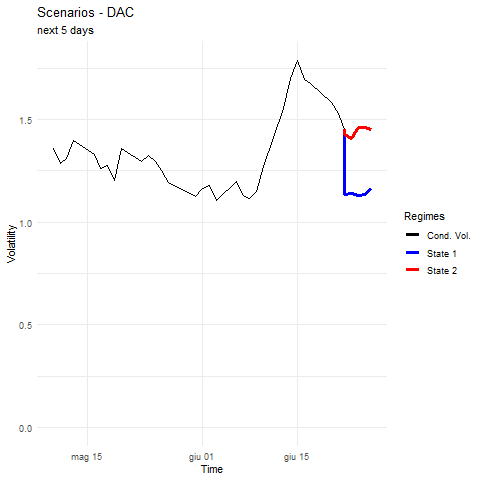 Scenarios - DAC
next 5 days
Volatility
1.5
1.0
0.5
0.0
mag 15
giu 01
giu 15
Time
Regimes
Cond. Vol.
State 1
State 2